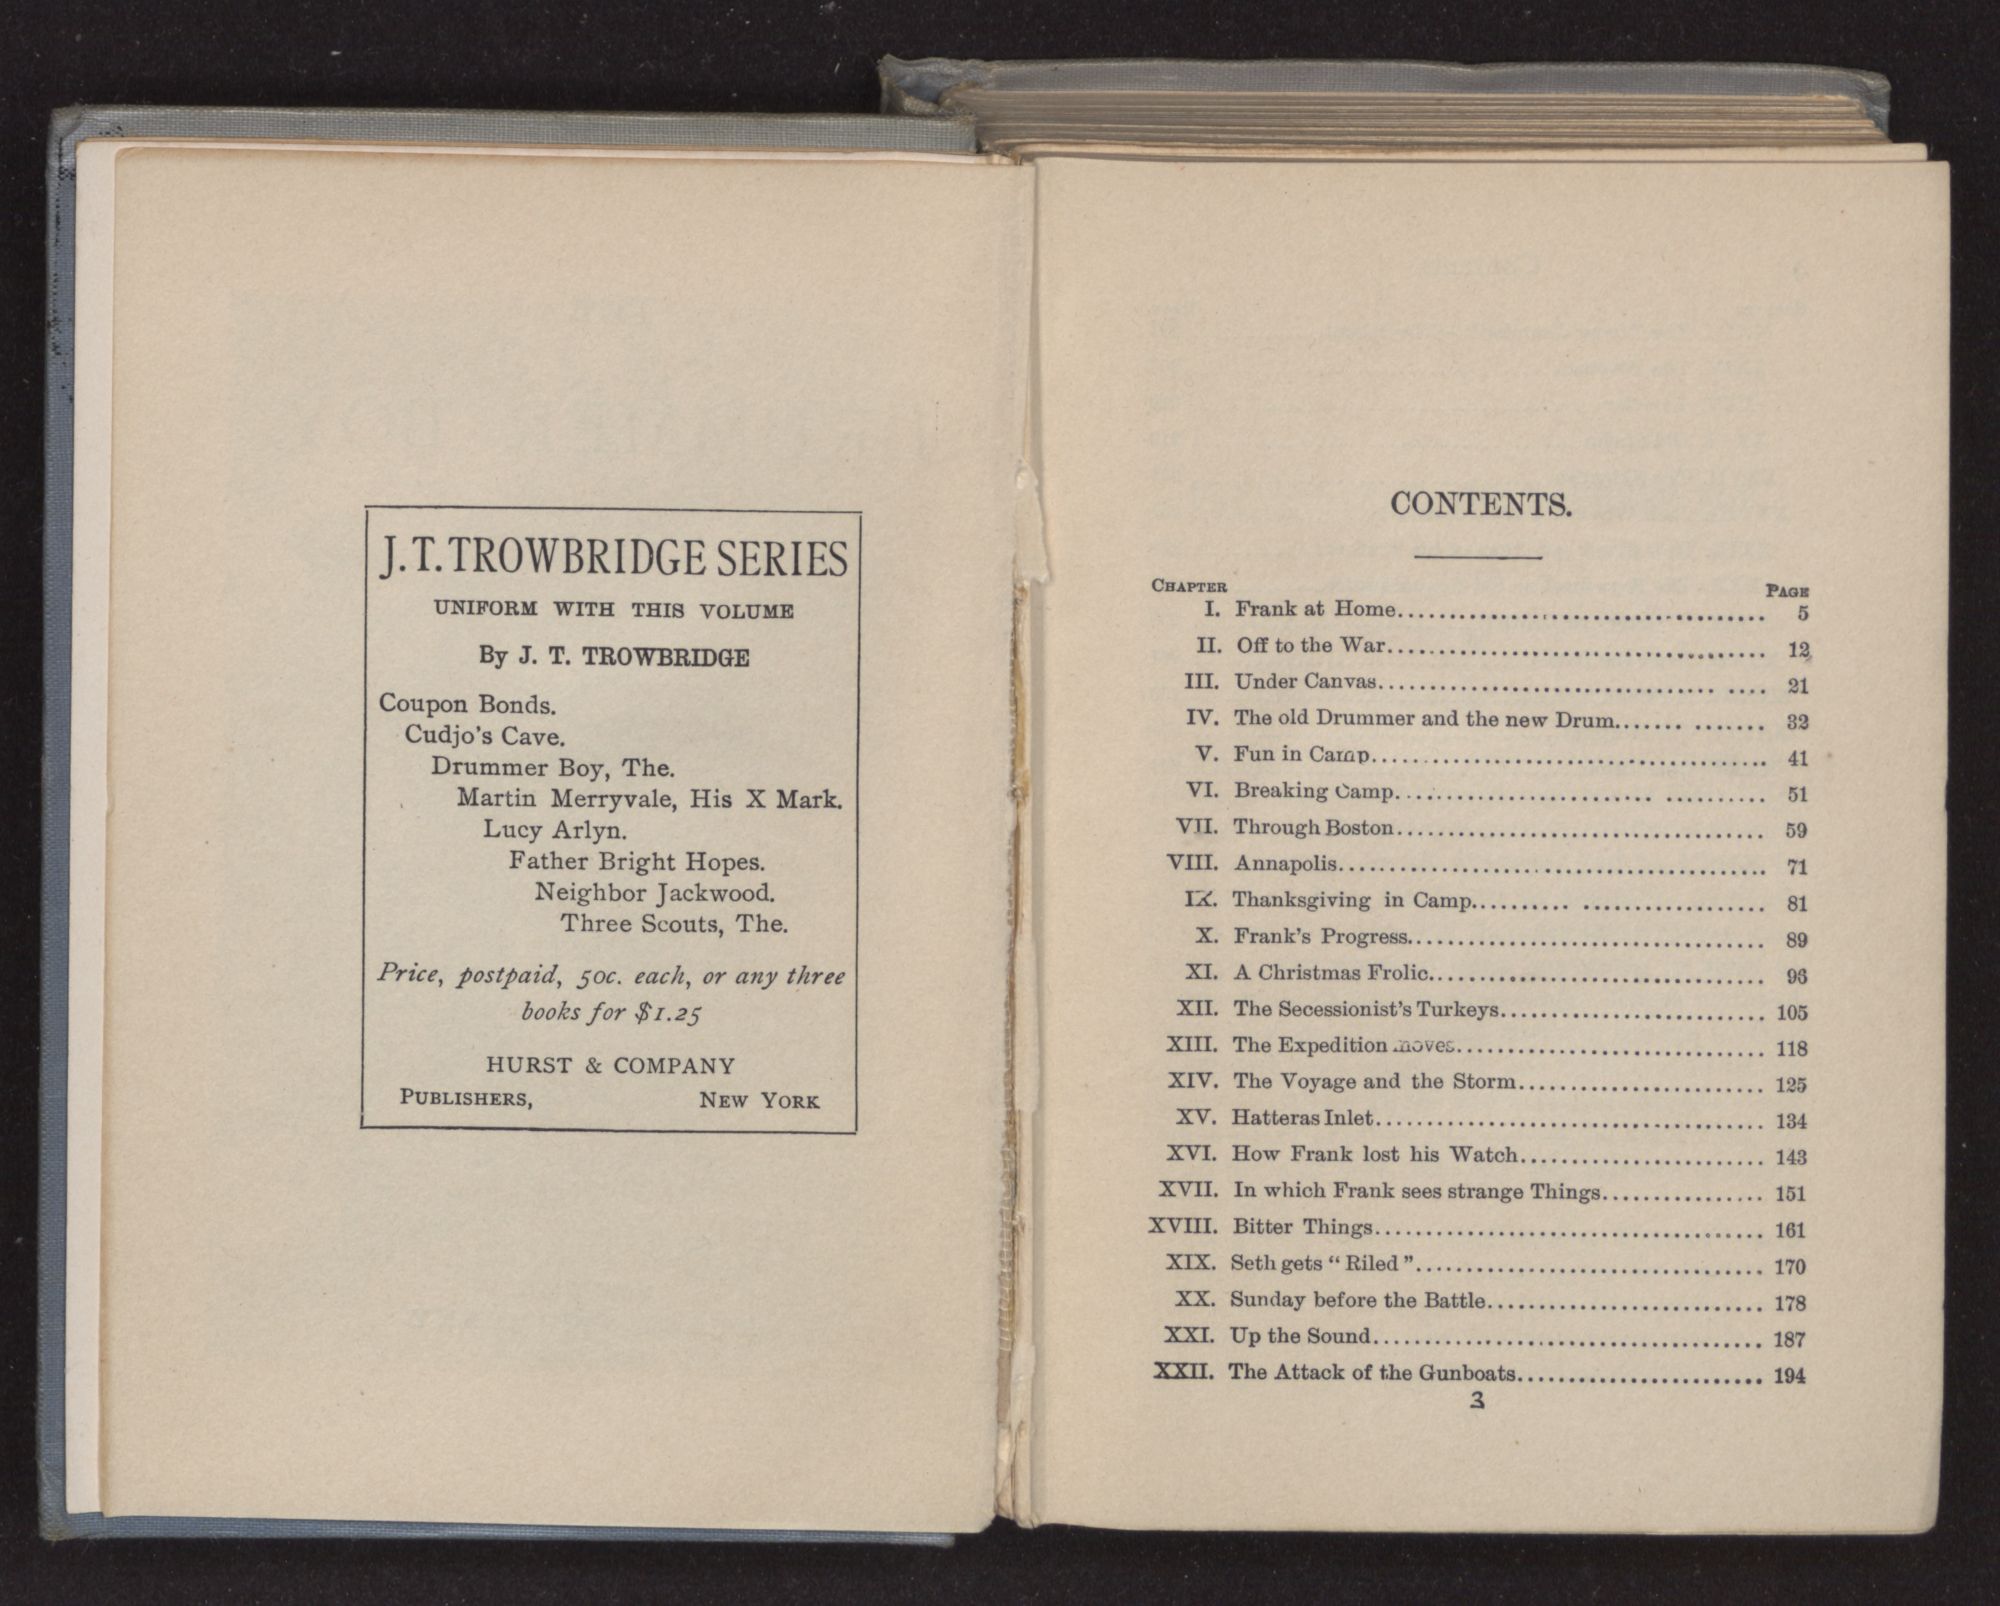 J. T. TROWBRIDGE SERIES
UNIFORM WITH THIS VOLUME
By J. T. TROWBRIDGE
Coupon Bonds.
Cudjo's Cave.
Drummer Boy, The.
Martin Merryvale, His X Mark.
Lucy Arlyn.
Father Bright Hopes.
Neighbor Jackwood.
Three Scouts, The.
Price, postpaid, 50c. each, or any three
books for $1.25
HURST & COMPANY
PUBLISHERS, NEW YORK
CONTENTS.
CHAPTER PAGE
I. Frank at Home 5
II. Off to the War 12
III. Under Canvas 21
IV. The old Drummer and the new Drum 32
V. Fun in Camp 41
VI. Breaking Camp 51
VII. Through Boston 59
VIII. Annapolis 71
IX. Thanksgiving in Camp 81
X. Frank's Progress 89
XI. A Christmas Frolic 96
XII. The Secessionist's Turkeys 105
XIII. The Expedition moves 118
XIV. The Voyage and the Storm 125
XV. Hatteras Inlet 134
XVI. How Frank lost his Watch 143
XVII. In which Frank sees strange Things 151
XVIII. Bitter Things 161
XIX. Seth gets "Riled" 170
XX. Sunday before the Battle 178
XXI. Up the Sound 187
XXII. The Attack of the Gunboats 194
3